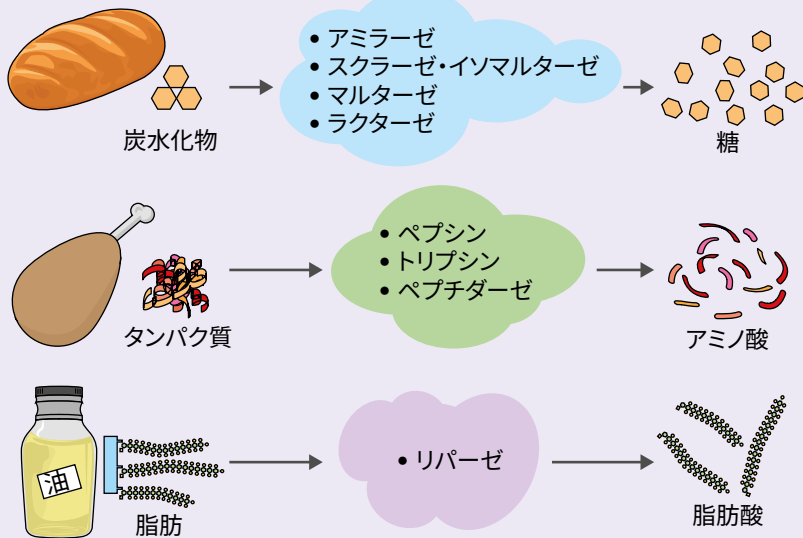 • アミラーゼ
• スクラーゼ・イソマルターゼ
• マルターゼ
• ラクターゼ
炭水化物
糖
• ペプシン
• トリプシン
• ペプチダーゼ
タンパク質
アミノ酸
油
• リパーゼ
脂肪
脂肪酸